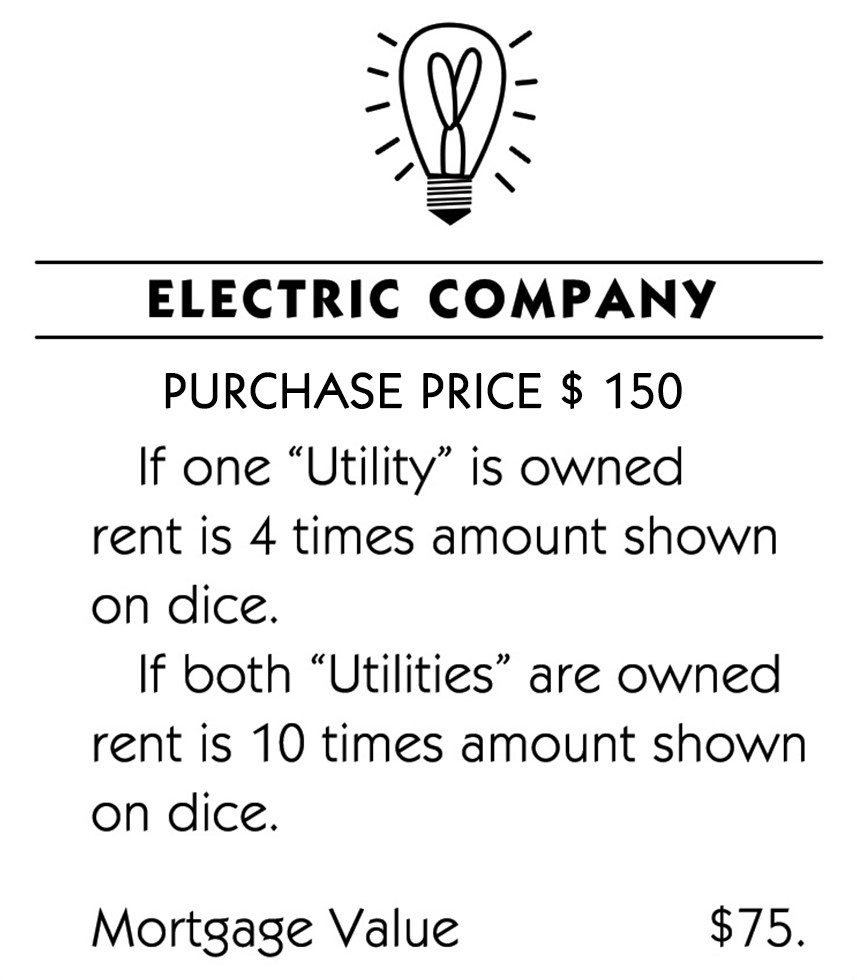 ELECTRIC COMPANY
PURCHASE PRICE $ 150
If one “Utility” is owned
rent is 4 times amount shown
on dice.
If both “Utilities” are owned
rent is 10 times amount shown
on dice.
Mortgage Value $75.